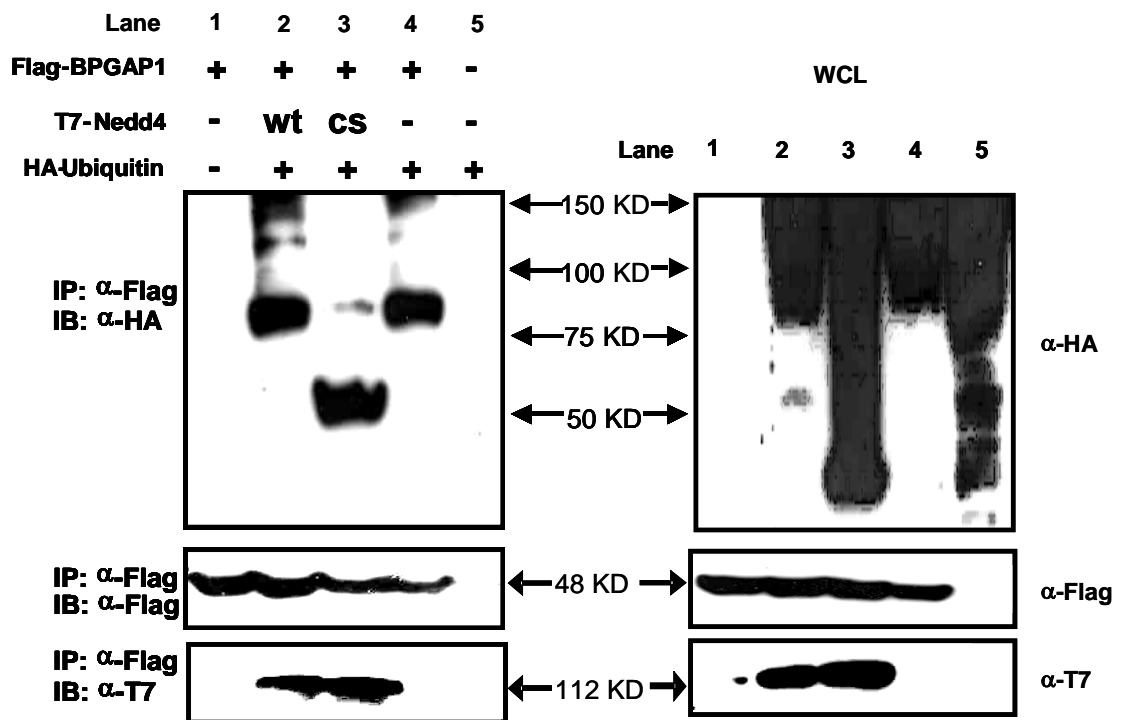 Lane 1 2 3 4 5
Flag-BPGAP1 + + + + -
T7-Nedd4 - wt cs - -
HA-Ubiquitin - + + + +
WCL
Lane 1 2 3 4 5
150 KD
100 KD
75 KD
50 KD
IP: α-Flag
IB: α-HA
α-HA
IP: α-Flag
IB: α-Flag
48 KD
α-Flag
IP: α-Flag
IB: α-T7
112 KD
α-T7